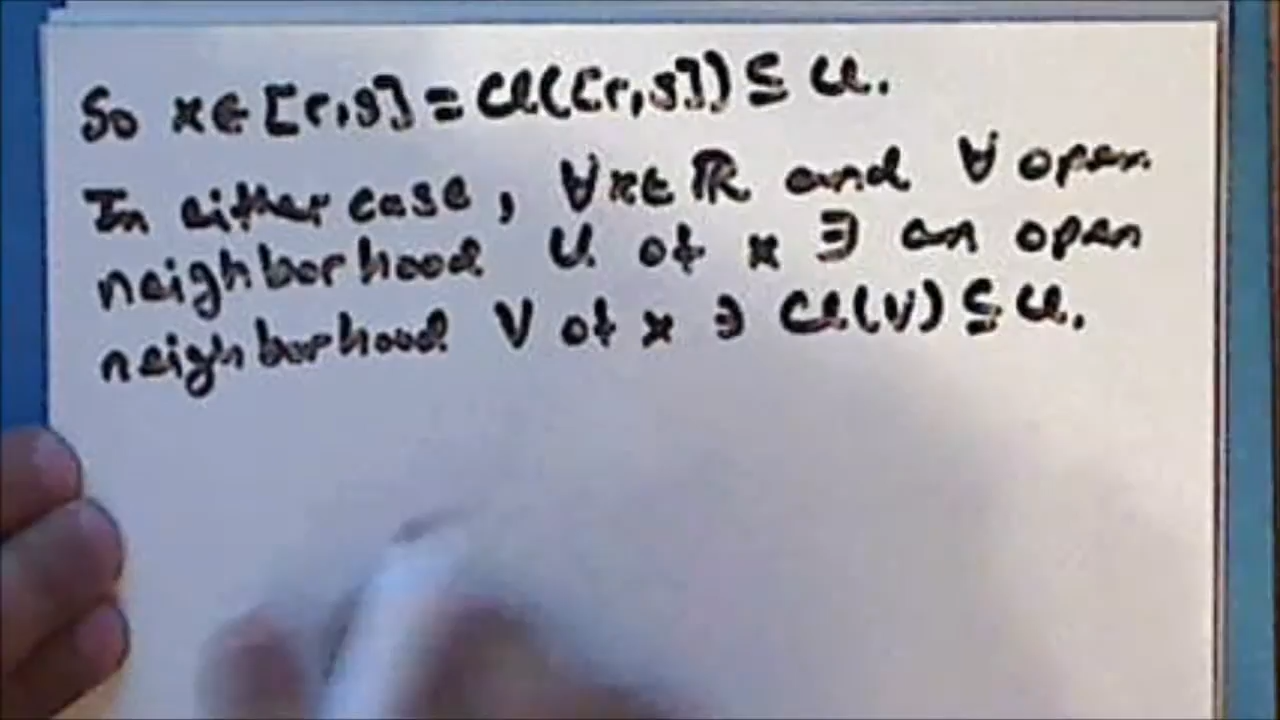 So x ∈ [r,s] = Cl([r,s]) ⊆ U.
In either case, ∀x∈ ℝ and ∀ open
neighborhood U of x ∃ an open
neighborhood V of x ∋ Cl(V) ⊆ U.